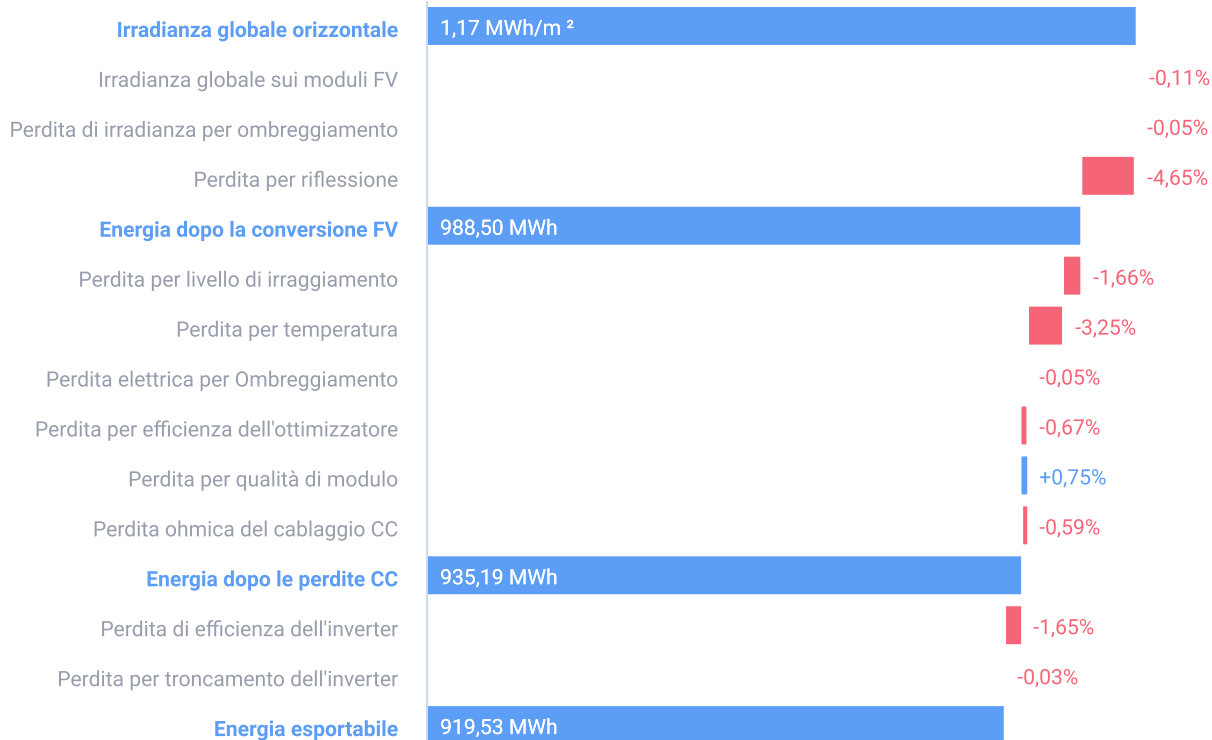 Irradianza globale orizzontale 1,17 MWh/m ²
Irradianza globale sui moduli FV -0,11%
Perdita di irradianza per ombreggiamento -0,05%
Perdita per riflessione -4,65%
Energia dopo la conversione FV 988,50 MWh
Perdita per livello di irraggiamento -1,66%
Perdita per temperatura -3,25%
Perdita elettrica per Ombreggiamento -0,05%
Perdita per efficienza dell'ottimizzatore -0,67%
Perdita per qualità di modulo +0,75%
Perdita ohmica del cablaggio CC -0,59%
Energia dopo le perdite CC 935,19 MWh
Perdita di efficienza dell'inverter -1,65%
Perdita per troncamento dell'inverter -0,03%
Energia esportabile 919,53 MWh